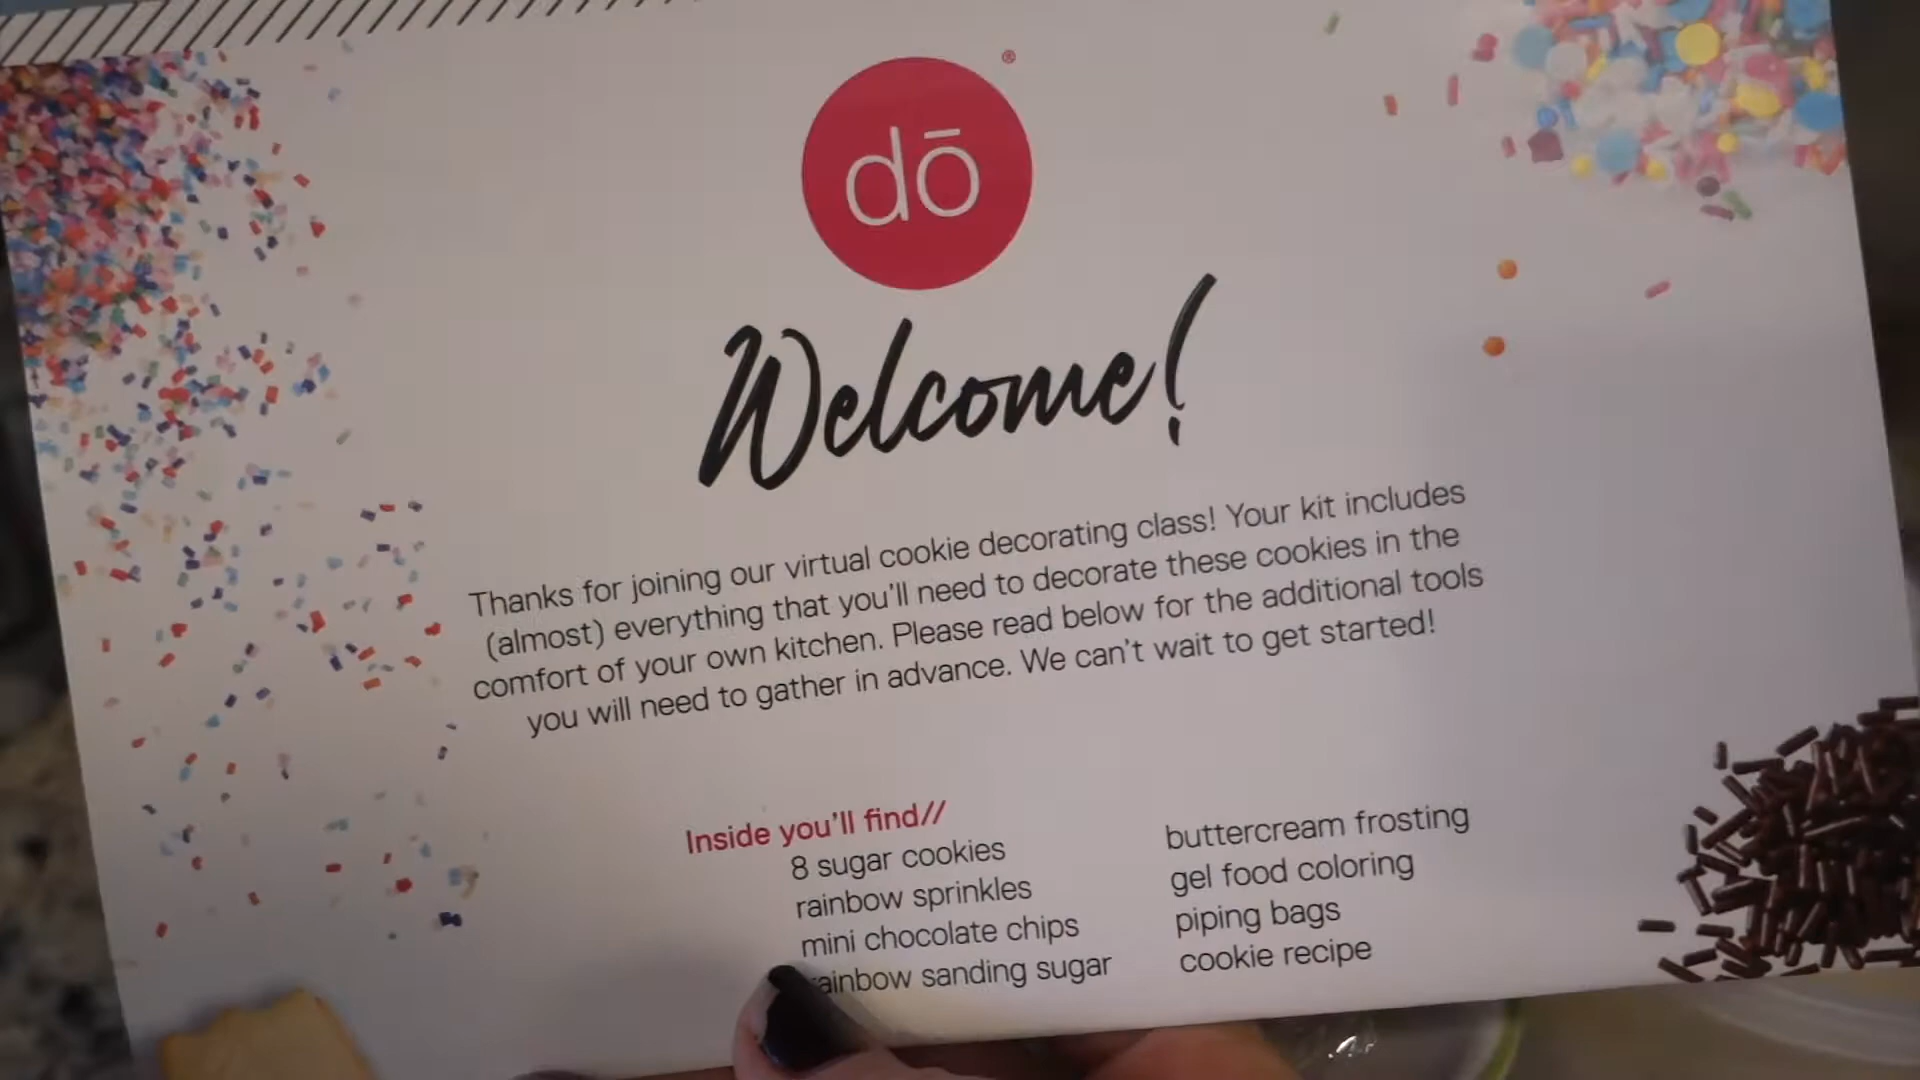 dō
®
Welcome!
Thanks for joining our virtual cookie decorating class! Your kit includes
(almost) everything that you'll need to decorate these cookies in the
comfort of your own kitchen. Please read below for the additional tools
you will need to gather in advance. We can't wait to get started!
Inside you'll find//
8 sugar cookies
rainbow sprinkles
mini chocolate chips
rainbow sanding sugar
buttercream frosting
gel food coloring
piping bags
cookie recipe